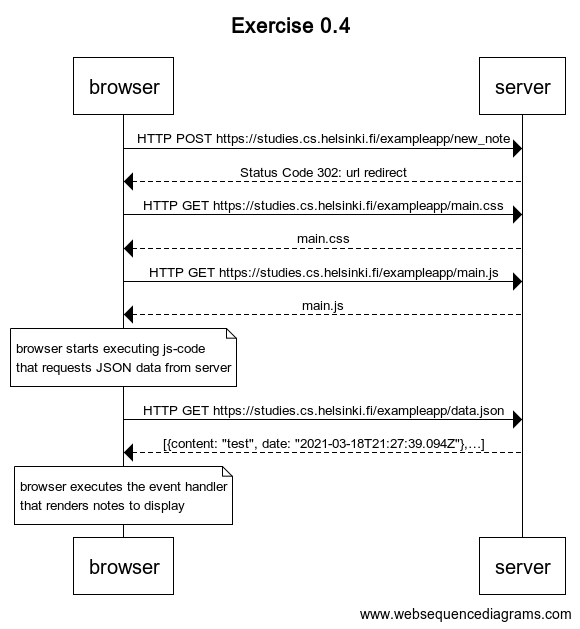 Exercise 0.4
browser
server
HTTP POST https://studies.cs.helsinki.fi/exampleapp/new_note
Status Code 302: url redirect
HTTP GET https://studies.cs.helsinki.fi/exampleapp/main.css
main.css
HTTP GET https://studies.cs.helsinki.fi/exampleapp/main.js
main.js
browser starts executing js-code
that requests JSON data from server
HTTP GET https://studies.cs.helsinki.fi/exampleapp/data.json
[{content: "test", date: "2021-03-18T21:27:39.094Z"},...]
browser executes the event handler
that renders notes to display
browser
server
www.websequencediagrams.com